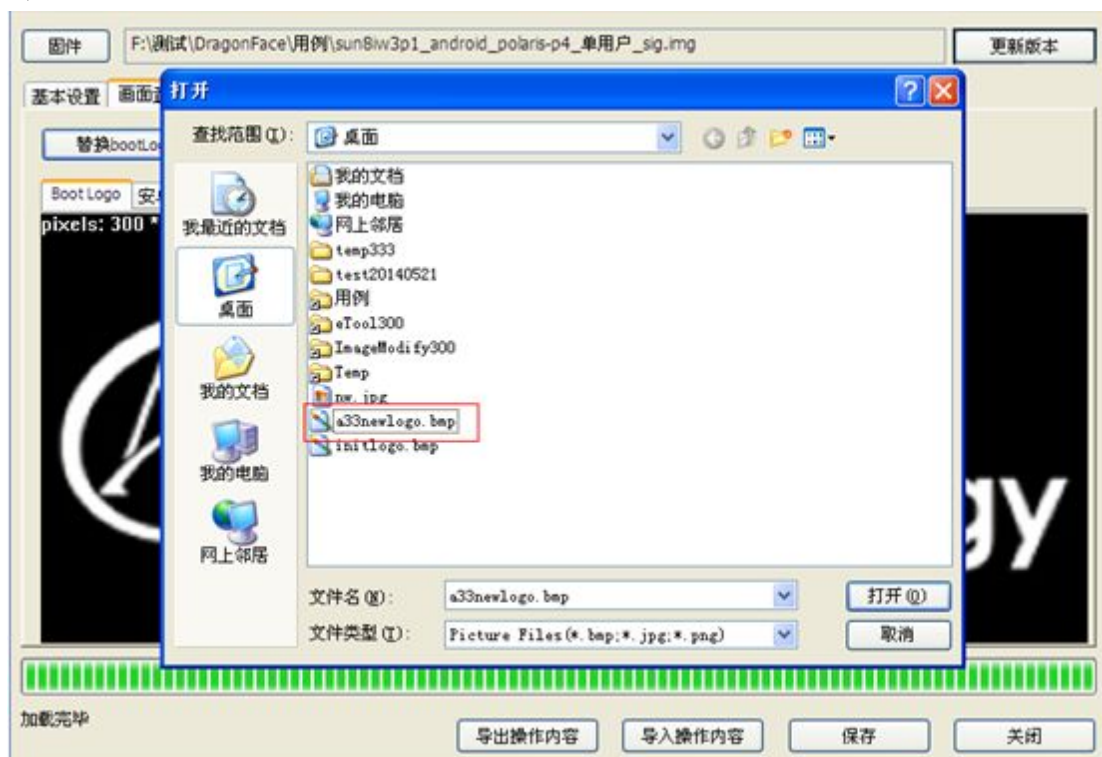 固件 F:\测试\DragonFace\用例\sun8iw3p1_android_polaris-p4_单用户_sig.img 更新版本
基本设置 画面
打开
替换bootLo
查找范围(I): 桌面
Boot Logo 安
pixels: 300 *
我最近的文档
桌面
我的文档
我的电脑
网上邻居
我的文档
我的电脑
网上邻居
temp333
test20140521
用例
eTool300
ImageModify300
Temp
nw.jpg
a33newlogo.bmp
initlogo.bmp
gy
文件名(N): a33newlogo.bmp 打开(O)
文件类型(T): Picture Files(*.bmp;*.jpg;*.png) 取消
加载完毕
导出操作内容 导入操作内容 保存 关闭